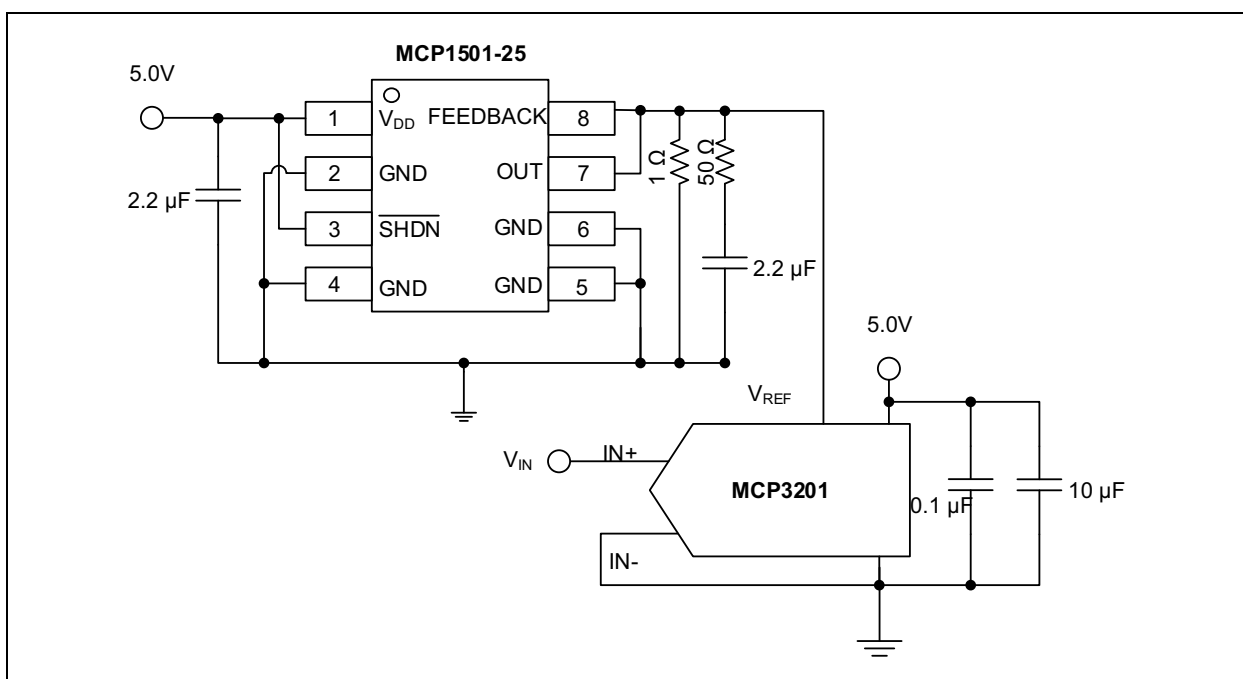 MCP1501-25
5.0V
1
V_DD
FEEDBACK
8
2
GND
OUT
7
3
S̅H̅D̅N̅
GND
6
4
GND
GND
5
2.2 µF
1 Ω
50 Ω
2.2 µF
5.0V
V_REF
V_IN
IN+
MCP3201
0.1 µF
10 µF
IN-